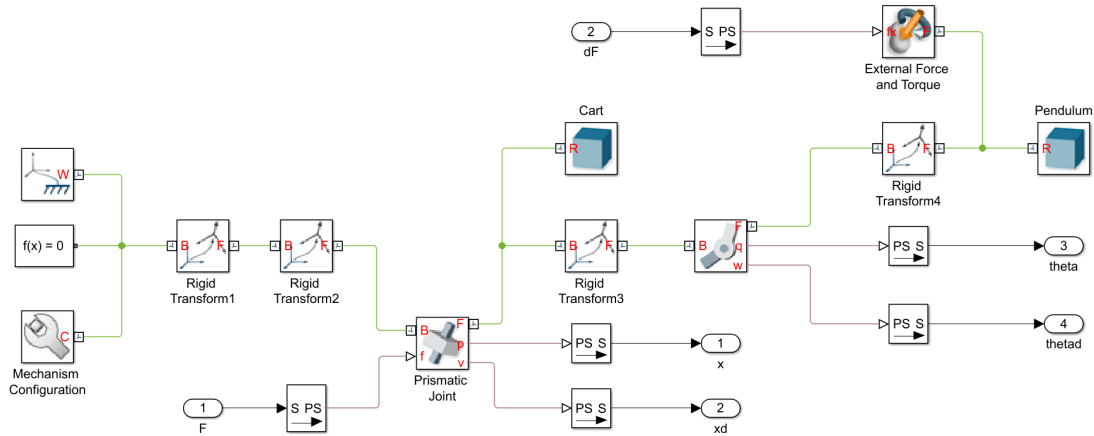 2
dF
S PS
fx
F
External Force
and Torque
Cart
R
Pendulum
R
B
F
Rigid
Transform4
W
f(x) = 0
C
Mechanism
Configuration
B
F
Rigid
Transform1
B
F
Rigid
Transform2
B
F
Rigid
Transform3
B
F
q
w
PS S
3
theta
PS S
4
thetad
B
f
F
p
v
Prismatic
Joint
PS S
1
x
PS S
2
xd
1
F
S PS